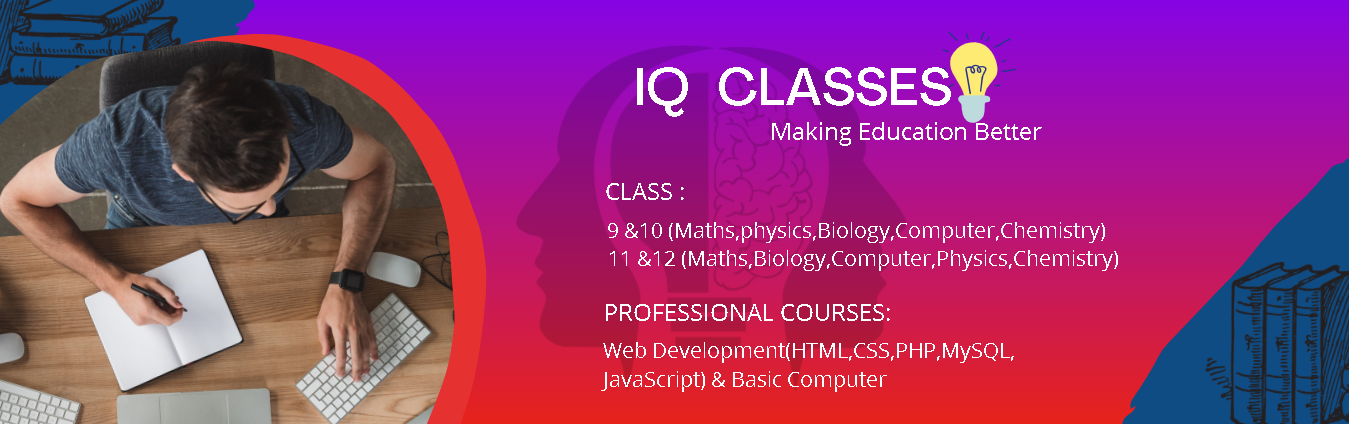 IQ CLASSES
Making Education Better
CLASS :
9 &10 (Maths,physics,Biology,Computer,Chemistry)
11 &12 (Maths,Biology,Computer,Physics,Chemistry)
PROFESSIONAL COURSES:
Web Development(HTML,CSS,PHP,MySQL,
JavaScript) & Basic Computer